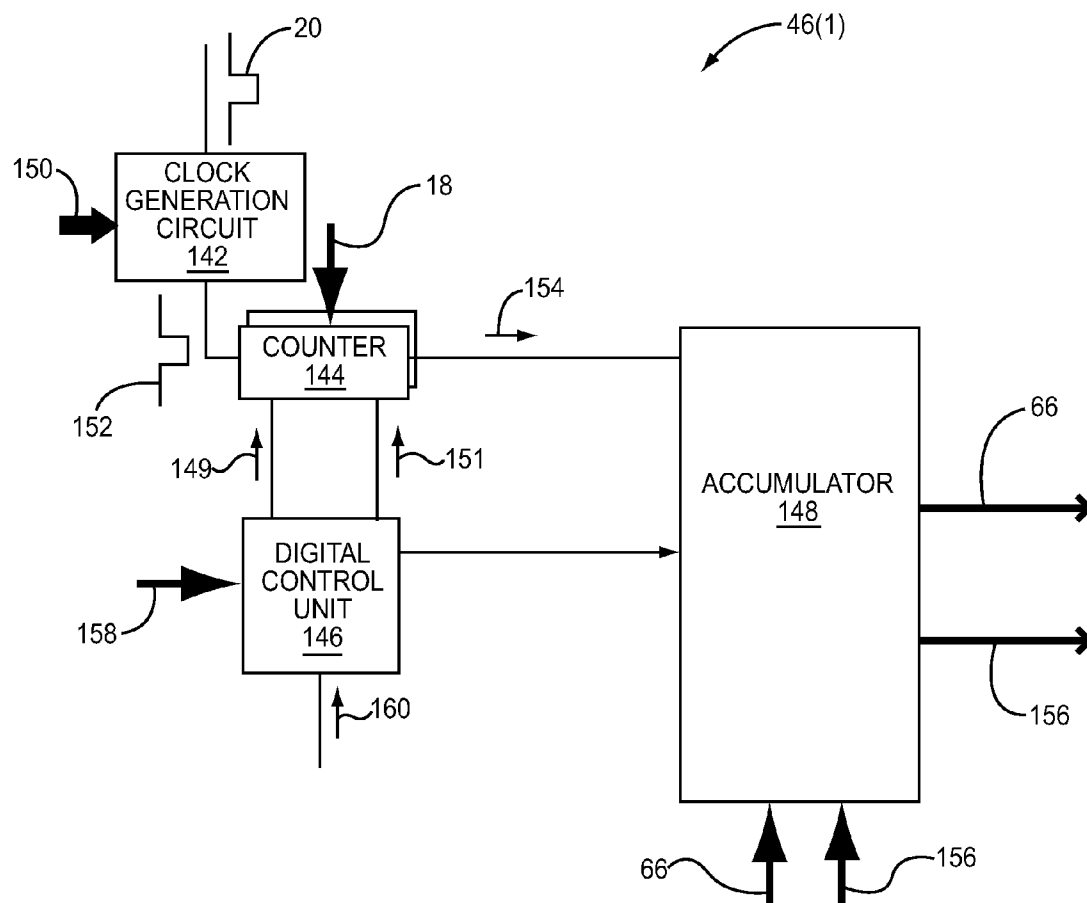 20
46(1)
150
CLOCK
GENERATION
CIRCUIT
142
18
154
COUNTER
144
152
149
151
66
ACCUMULATOR
148
DIGITAL
CONTROL
UNIT
146
158
160
156
66
156